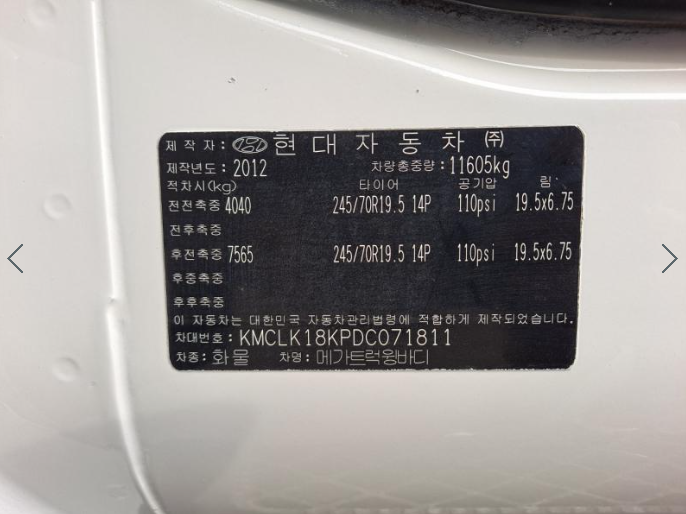 제 작 자 : 현 대 자 동 차 ㈜
제작년도 : 2012 차량총중량 : 11605kg
적차시(kg) 타이어 공기압 림
전전축중 4040 245/70R19.5 14P 110psi 19.5x6.75
전후축중
후전축중 7565 245/70R19.5 14P 110psi 19.5x6.75
후중축중
후후축중
이 자동차는 대한민국 자동차관리법령에 적합하게 제작되었습니다.
차대번호 : KMCLK18KPDC071811
차종: 화물 차명: 메가트럭윙바디